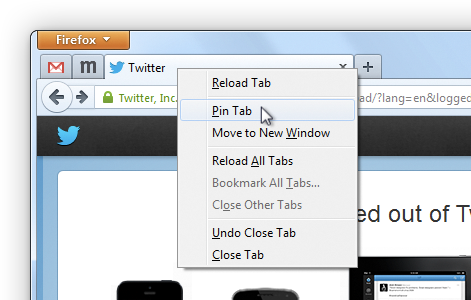 Firefox
m
Twitter
Twitter, Inc.
ad/?lang=en&logged
Reload Tab
Pin Tab
Move to New Window
Reload All Tabs
Bookmark All Tabs...
Close Other Tabs
Undo Close Tab
Close Tab
ed out of Tw